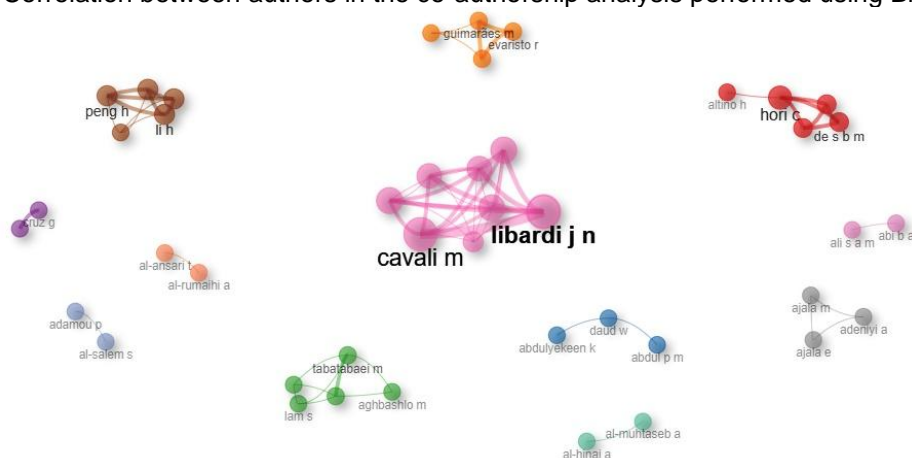 Correlation between authors in the co-authorship analysis performed using
guimarães m
evaristo r
peng h
li h
altino h
hori c
de s b m
cruz g
libardi j n
cavali m
ali s a m
abi b a
al-ansari t
al-rumaihi a
adamou p
al-salem s
abdulyekeen k
daud w
abdul p m
ajala m
adeniyi a
ajala e
tabatabaei m
lam s
aghbashlo m
al-muhtaseb a
al-hinai a